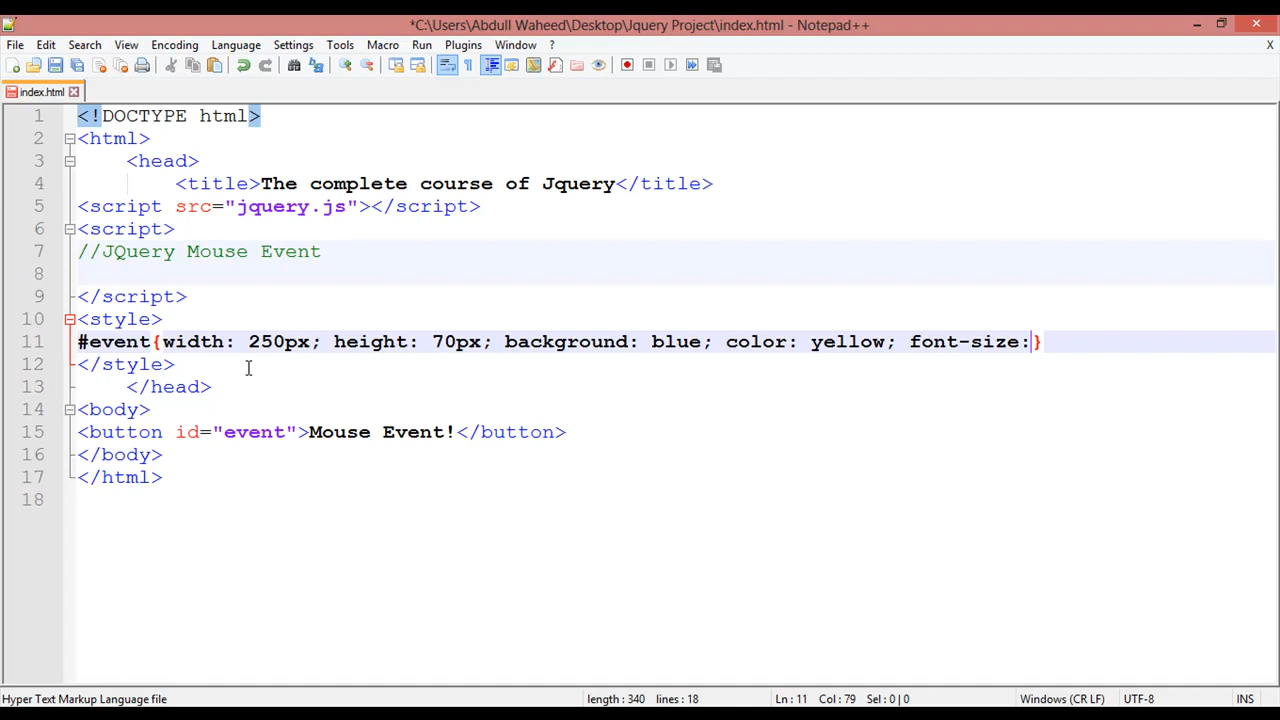 *C:\Users\Abdull Waheed\Desktop\Jquery Project\index.html - Notepad++
File Edit Search View Encoding Language Settings Tools Macro Run Plugins Window ? X
index.html
1 <!DOCTYPE html>
2 <html>
3 <head>
4 <title>The complete course of Jquery</title>
5 <script src="jquery.js"></script>
6 <script>
7 //JQuery Mouse Event
8
9 </script>
10 <style>
11 #event{width: 250px; height: 70px; background: blue; color: yellow; font-size:}
12 </style>
13 </head>
14 <body>
15 <button id="event">Mouse Event!</button>
16 </body>
17 </html>
18
Hyper Text Markup Language file length : 340 lines : 18 Ln : 11 Col : 79 Sel : 0 | 0 Windows (CR LF) UTF-8 INS